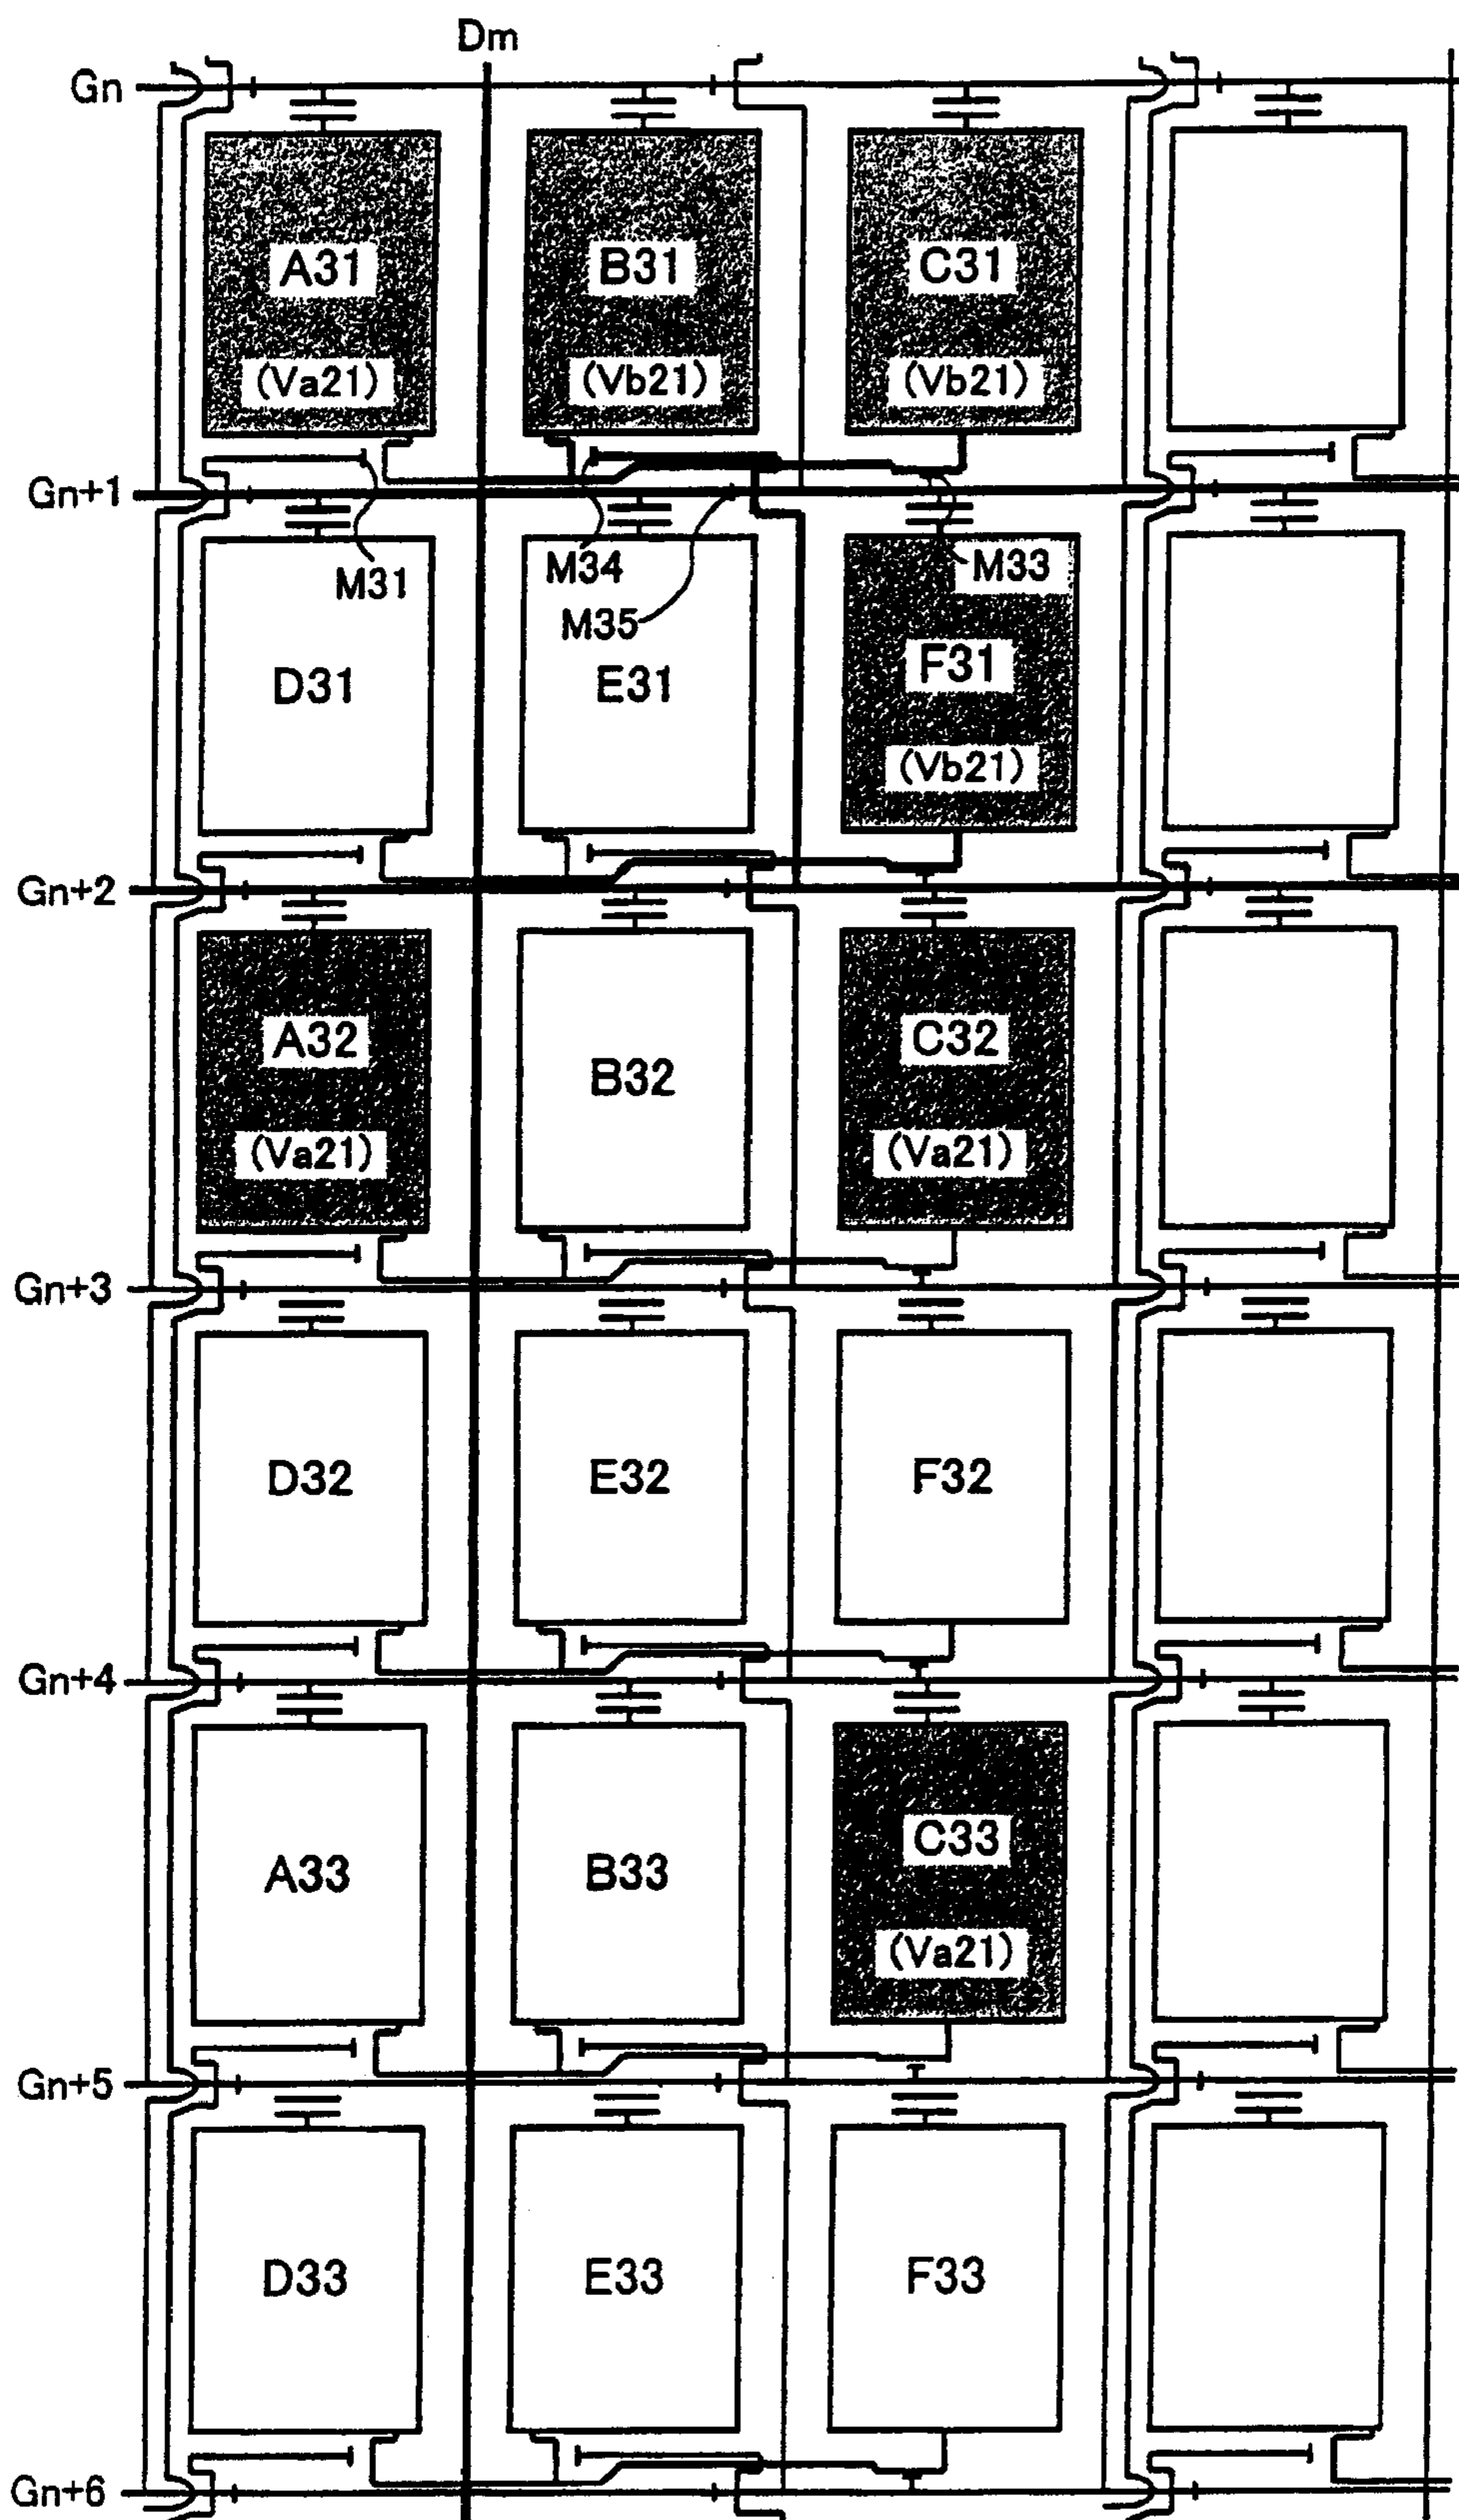 Dm
Gn
A31 B31 C31
(Va21) (Vb21) (Vb21)
Gn+1
M31 M34 M33
M35
D31 E31 F31
(Vb21)
Gn+2
A32 B32 C32
(Va21) (Va21)
Gn+3
D32 E32 F32
Gn+4
A33 B33 C33
(Va21)
Gn+5
D33 E33 F33
Gn+6